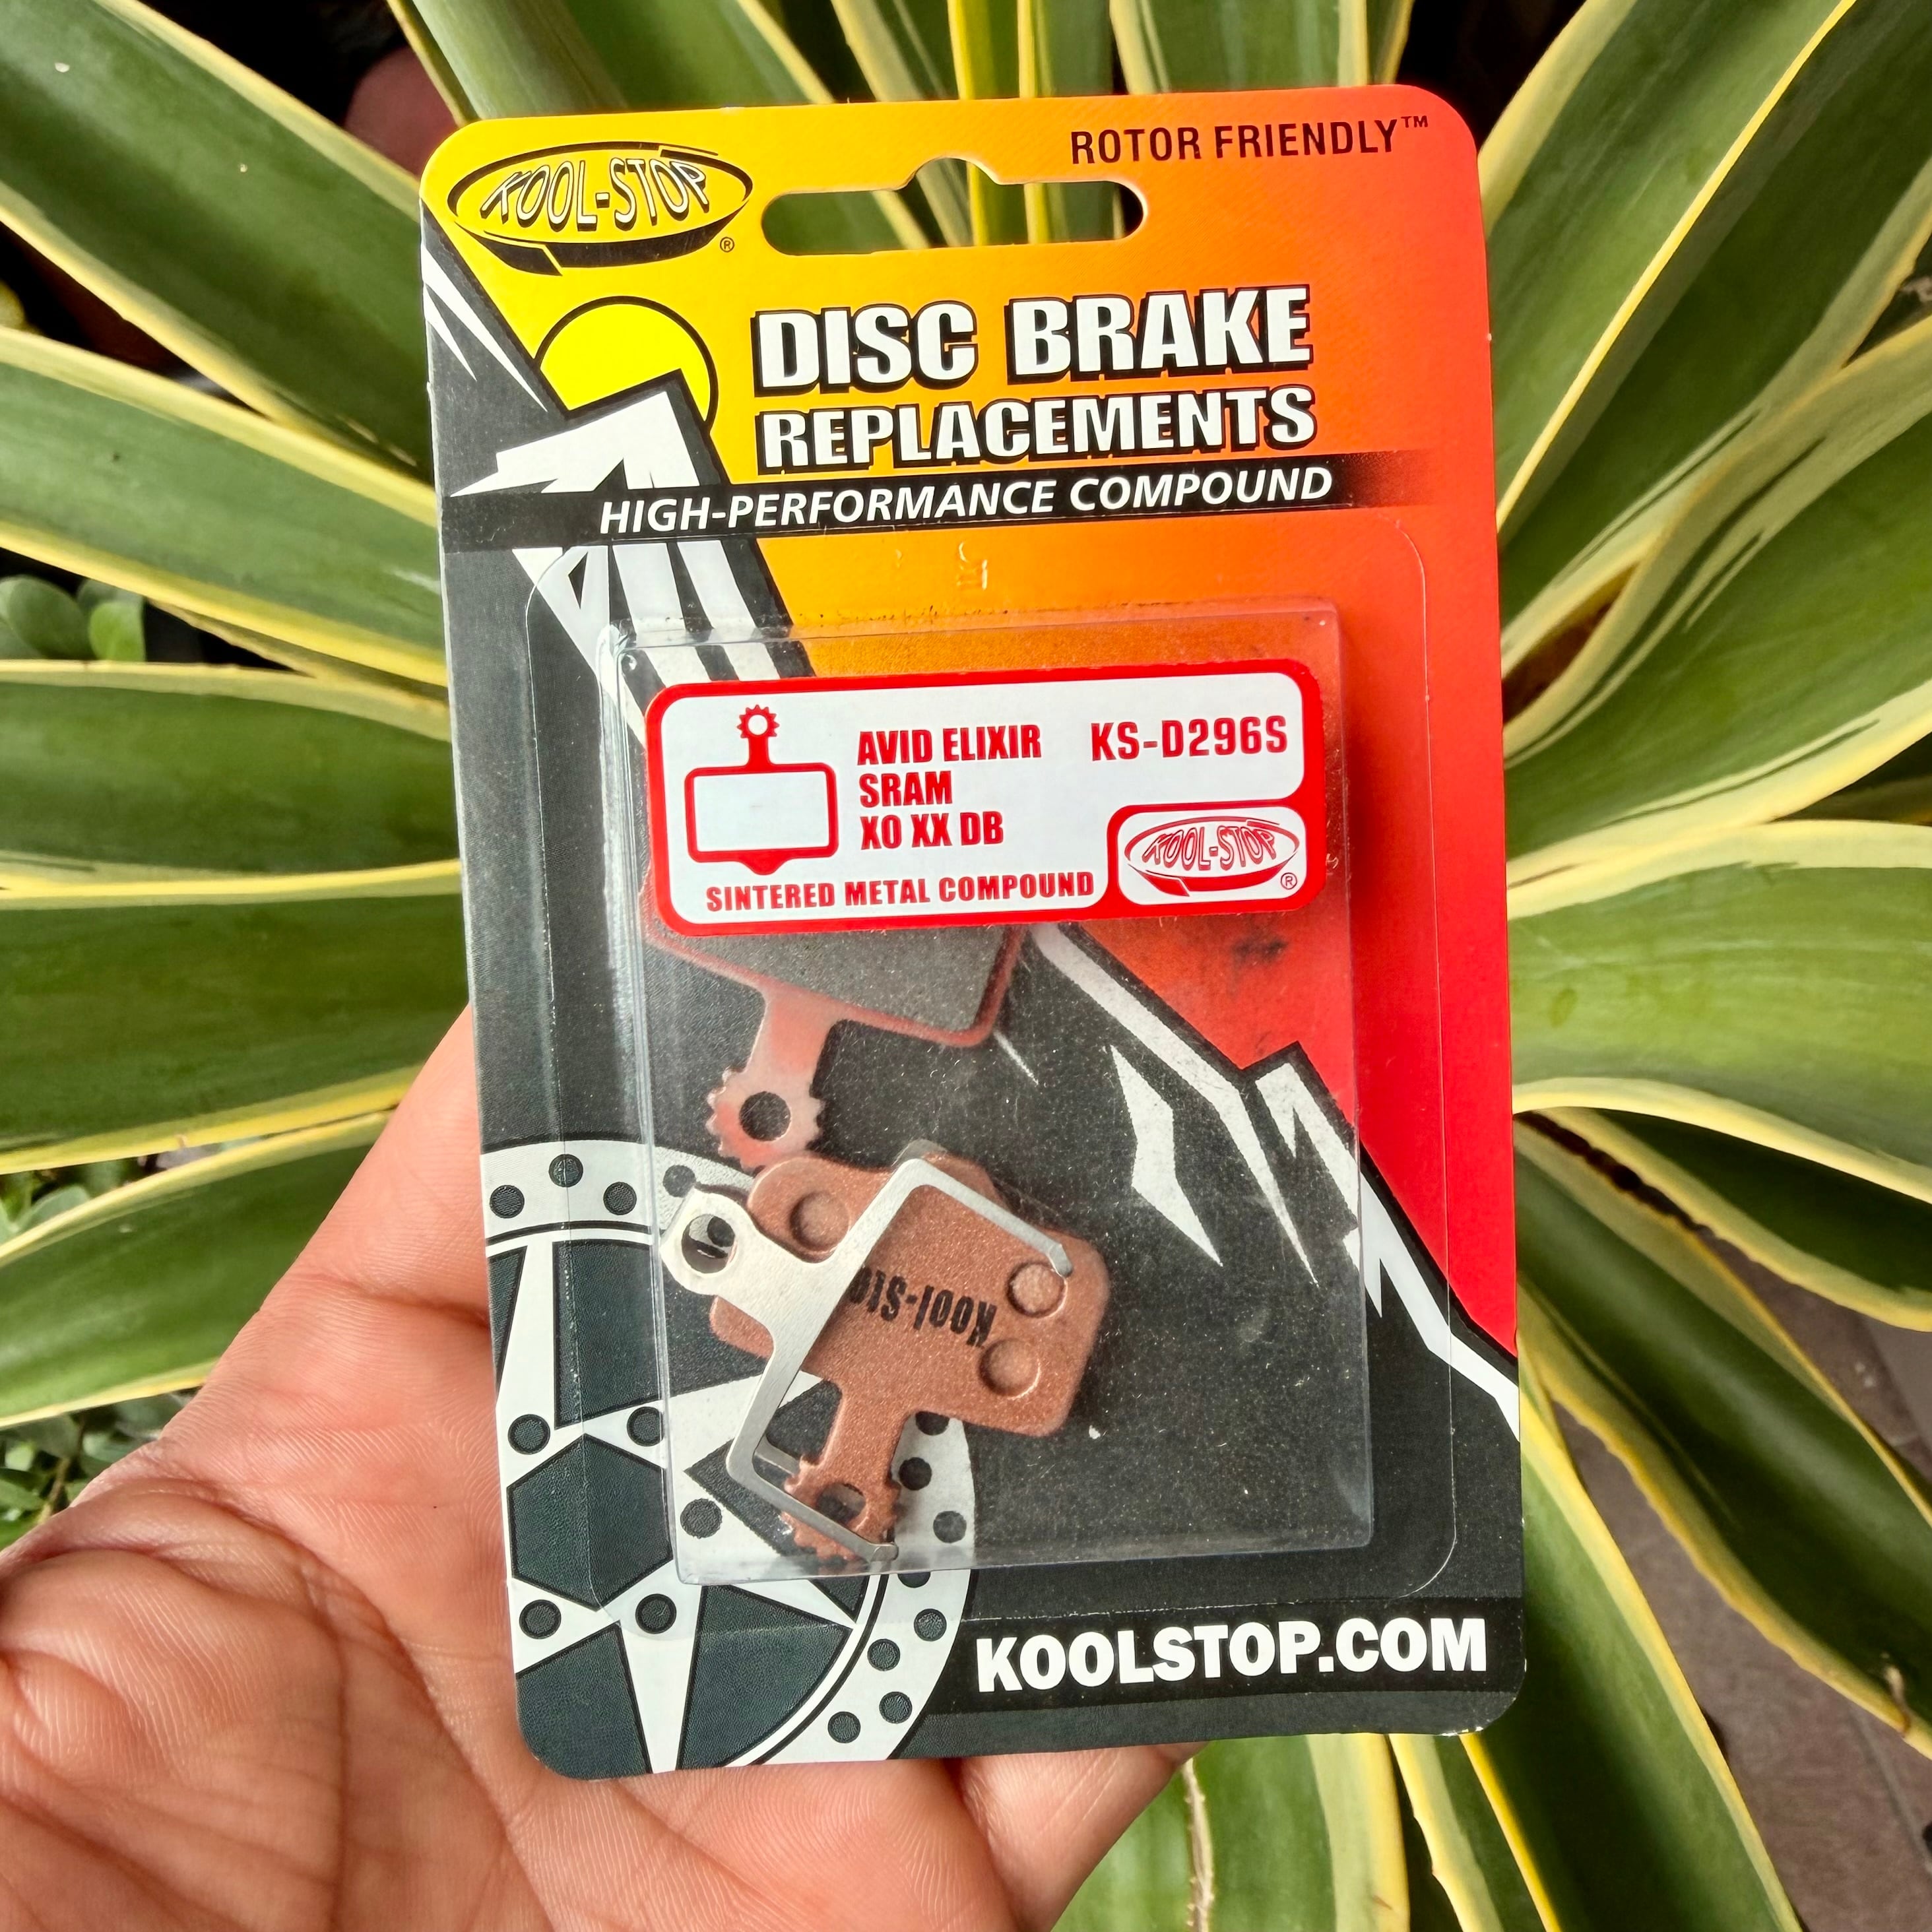 KOOL-STOP®
ROTOR FRIENDLY™
DISC BRAKE
REPLACEMENTS
HIGH-PERFORMANCE COMPOUND
AVID ELIXIR KS-D296S
SRAM
XO XX DB
SINTERED METAL COMPOUND
KOOL-STOP®
Kool-Sto
KOOLSTOP.COM